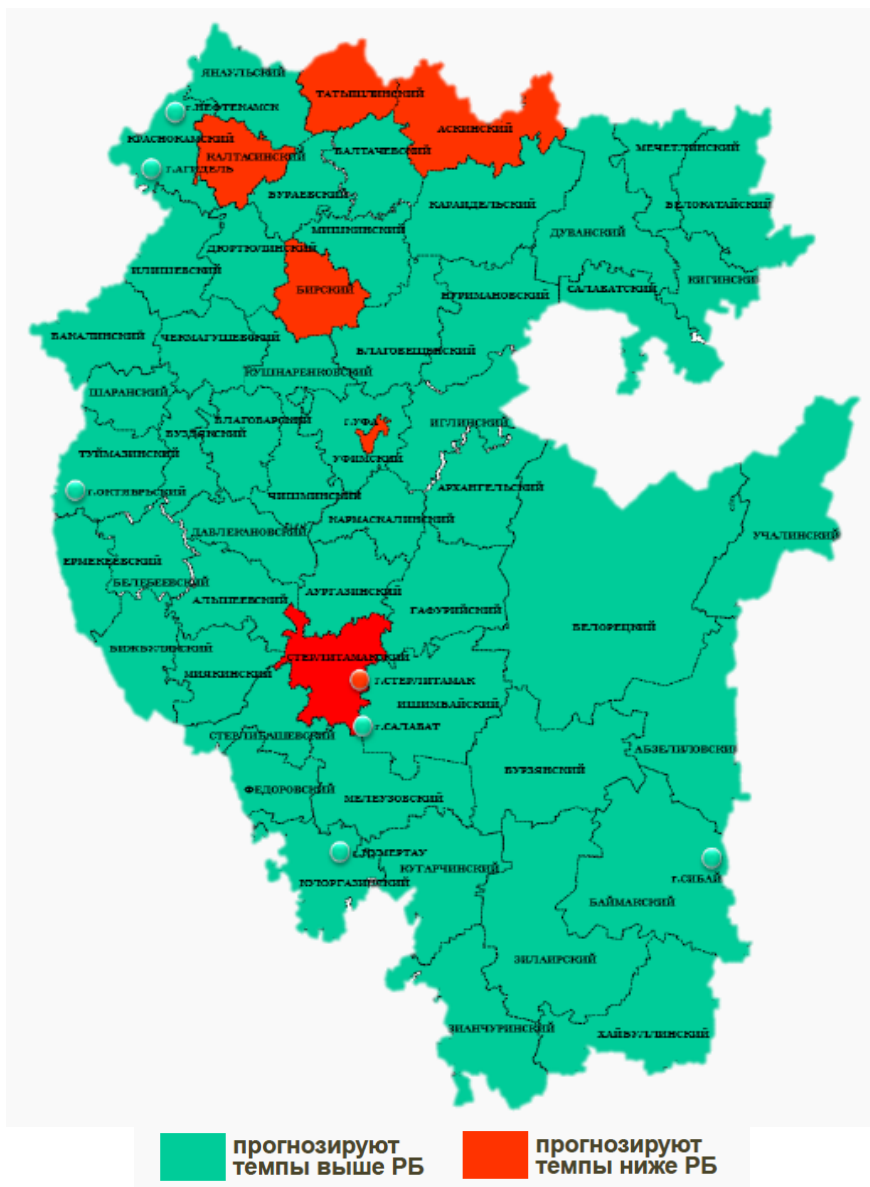 ЯНАУЛЬСКИЙ
ТАТЫШЛИНСКИЙ
г.НЕФТЕКАМСК
АСКИНСКИЙ
КРАСНОКАМСКИЙ
КАЛТАСИНСКИЙ
БАЛТАЧЕВСКИЙ
МЕЧЕТЛИНСКИЙ
г.АГИДЕЛЬ
БУРАЕВСКИЙ
КАРАИДЕЛЬСКИЙ
БЕЛОКАТАЙСКИЙ
МИШКИНСКИЙ
ДУВАНСКИЙ
ДЮРТЮЛИНСКИЙ
ИЛИШЕВСКИЙ
КИГИНСКИЙ
БИРСКИЙ
НУРИМАНОВСКИЙ
САЛАВАТСКИЙ
БАКАЛИНСКИЙ
ЧЕКМАГУШЕВСКИЙ
БЛАГОВЕЩЕНСКИЙ
КУШНАРЕНКОВСКИЙ
ШАРАНСКИЙ
БЛАГОВАРСКИЙ
г.УФА
ИГЛИНСКИЙ
БУЗДЯКСКИЙ
ТУЙМАЗИНСКИЙ
УФИМСКИЙ
г.ОКТЯБРЬСКИЙ
ЧИШМИНСКИЙ
АРХАНГЕЛЬСКИЙ
КАРМАСКАЛИНСКИЙ
ДАВЛЕКАНОВСКИЙ
УЧАЛИНСКИЙ
ЕРМЕКЕЕВСКИЙ
БЕЛЕБЕЕВСКИЙ
АЛЬШЕЕВСКИЙ
АУРГАЗИНСКИЙ
ГАФУРИЙСКИЙ
БЕЛОРЕЦКИЙ
БИЖБУЛЯКСКИЙ
СТЕРЛИТАМАКСКИЙ
МИЯКИНСКИЙ
г.СТЕРЛИТАМАК
ИШИМБАЙСКИЙ
г.САЛАВАТ
СТЕРЛИБАШЕВСКИЙ
АБЗЕЛИЛОВСКИЙ
БУРЗЯНСКИЙ
ФЕДОРОВСКИЙ
МЕЛЕУЗОВСКИЙ
г.КУМЕРТАУ
КУГАРЧИНСКИЙ
г.СИБАЙ
КУЮРГАЗИНСКИЙ
БАЙМАКСКИЙ
ЗИЛАИРСКИЙ
ЗИАНЧУРИНСКИЙ
ХАЙБУЛЛИНСКИЙ
прогнозируют
темпы выше РБ
прогнозируют
темпы ниже РБ